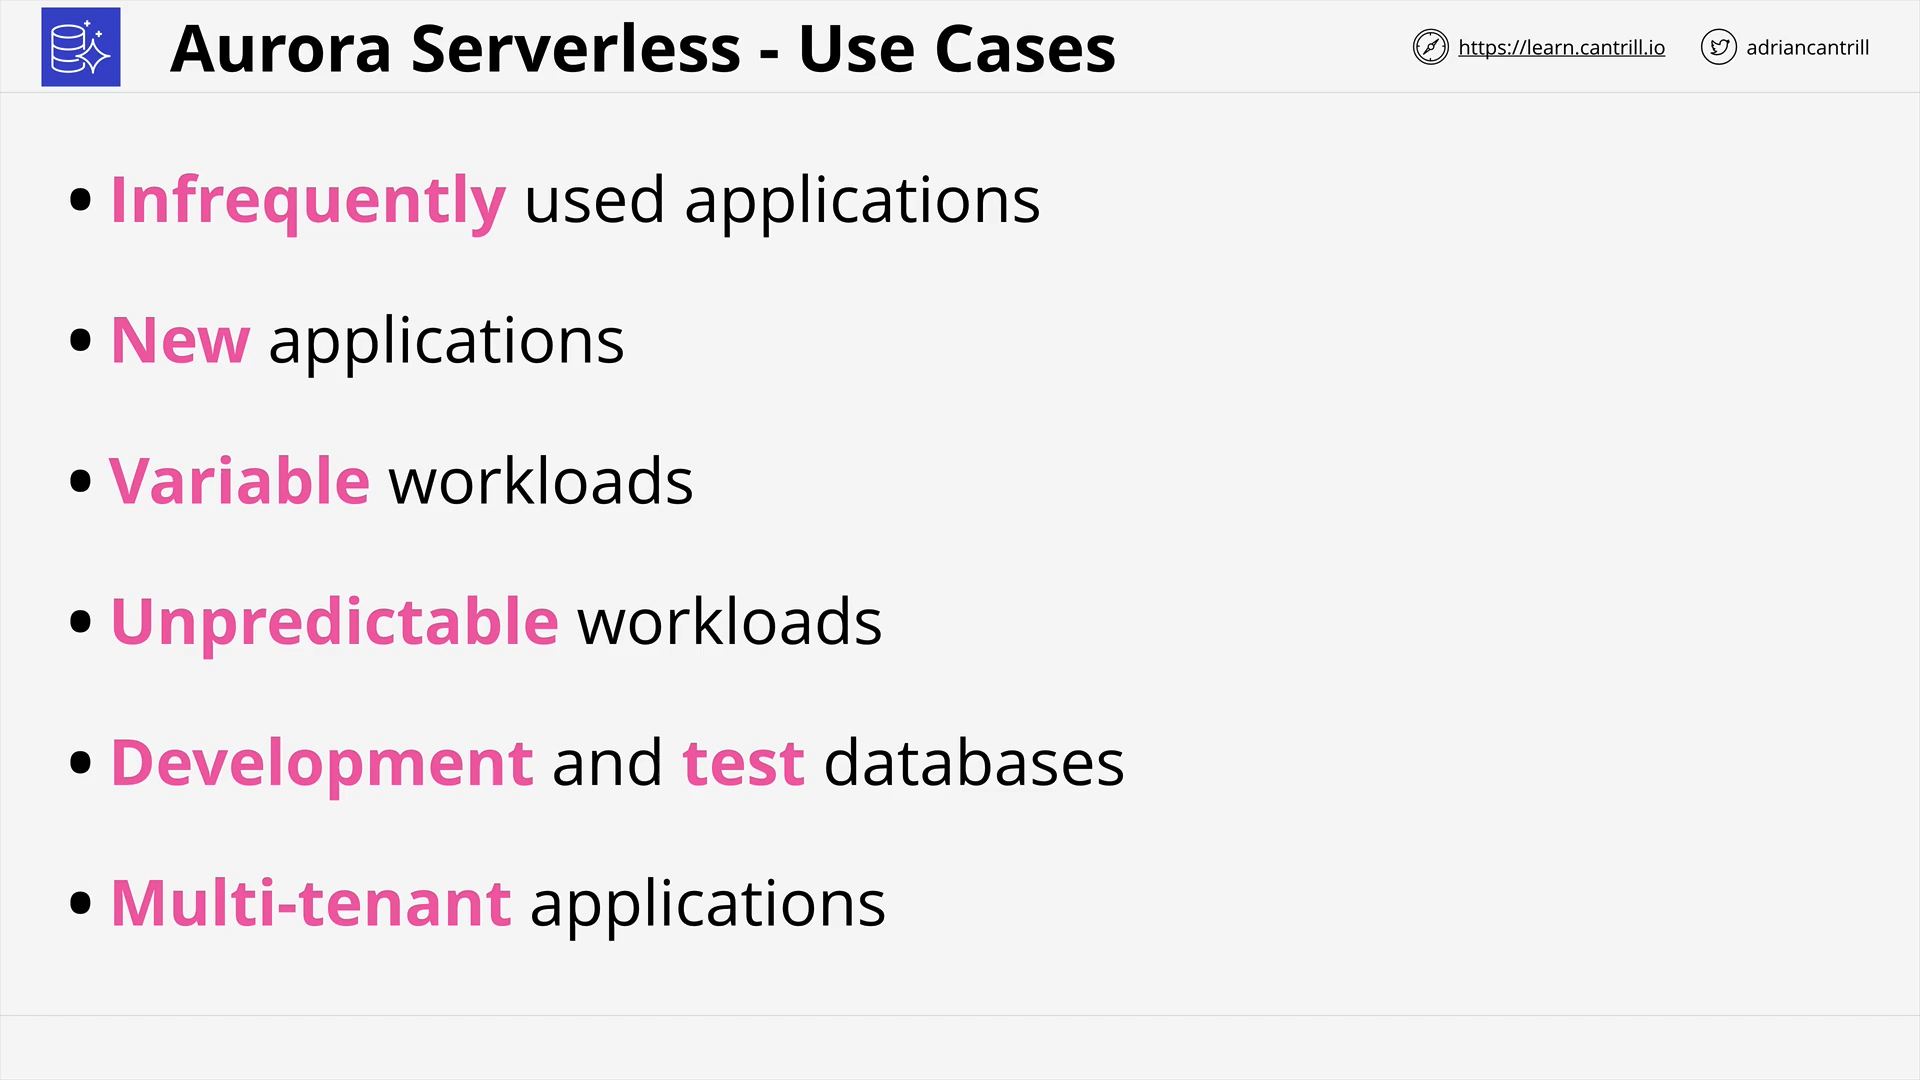 Aurora Serverless - Use Cases
https://learn.cantrill.io
adriancantrill
• Infrequently used applications
• New applications
• Variable workloads
• Unpredictable workloads
• Development and test databases
• Multi-tenant applications